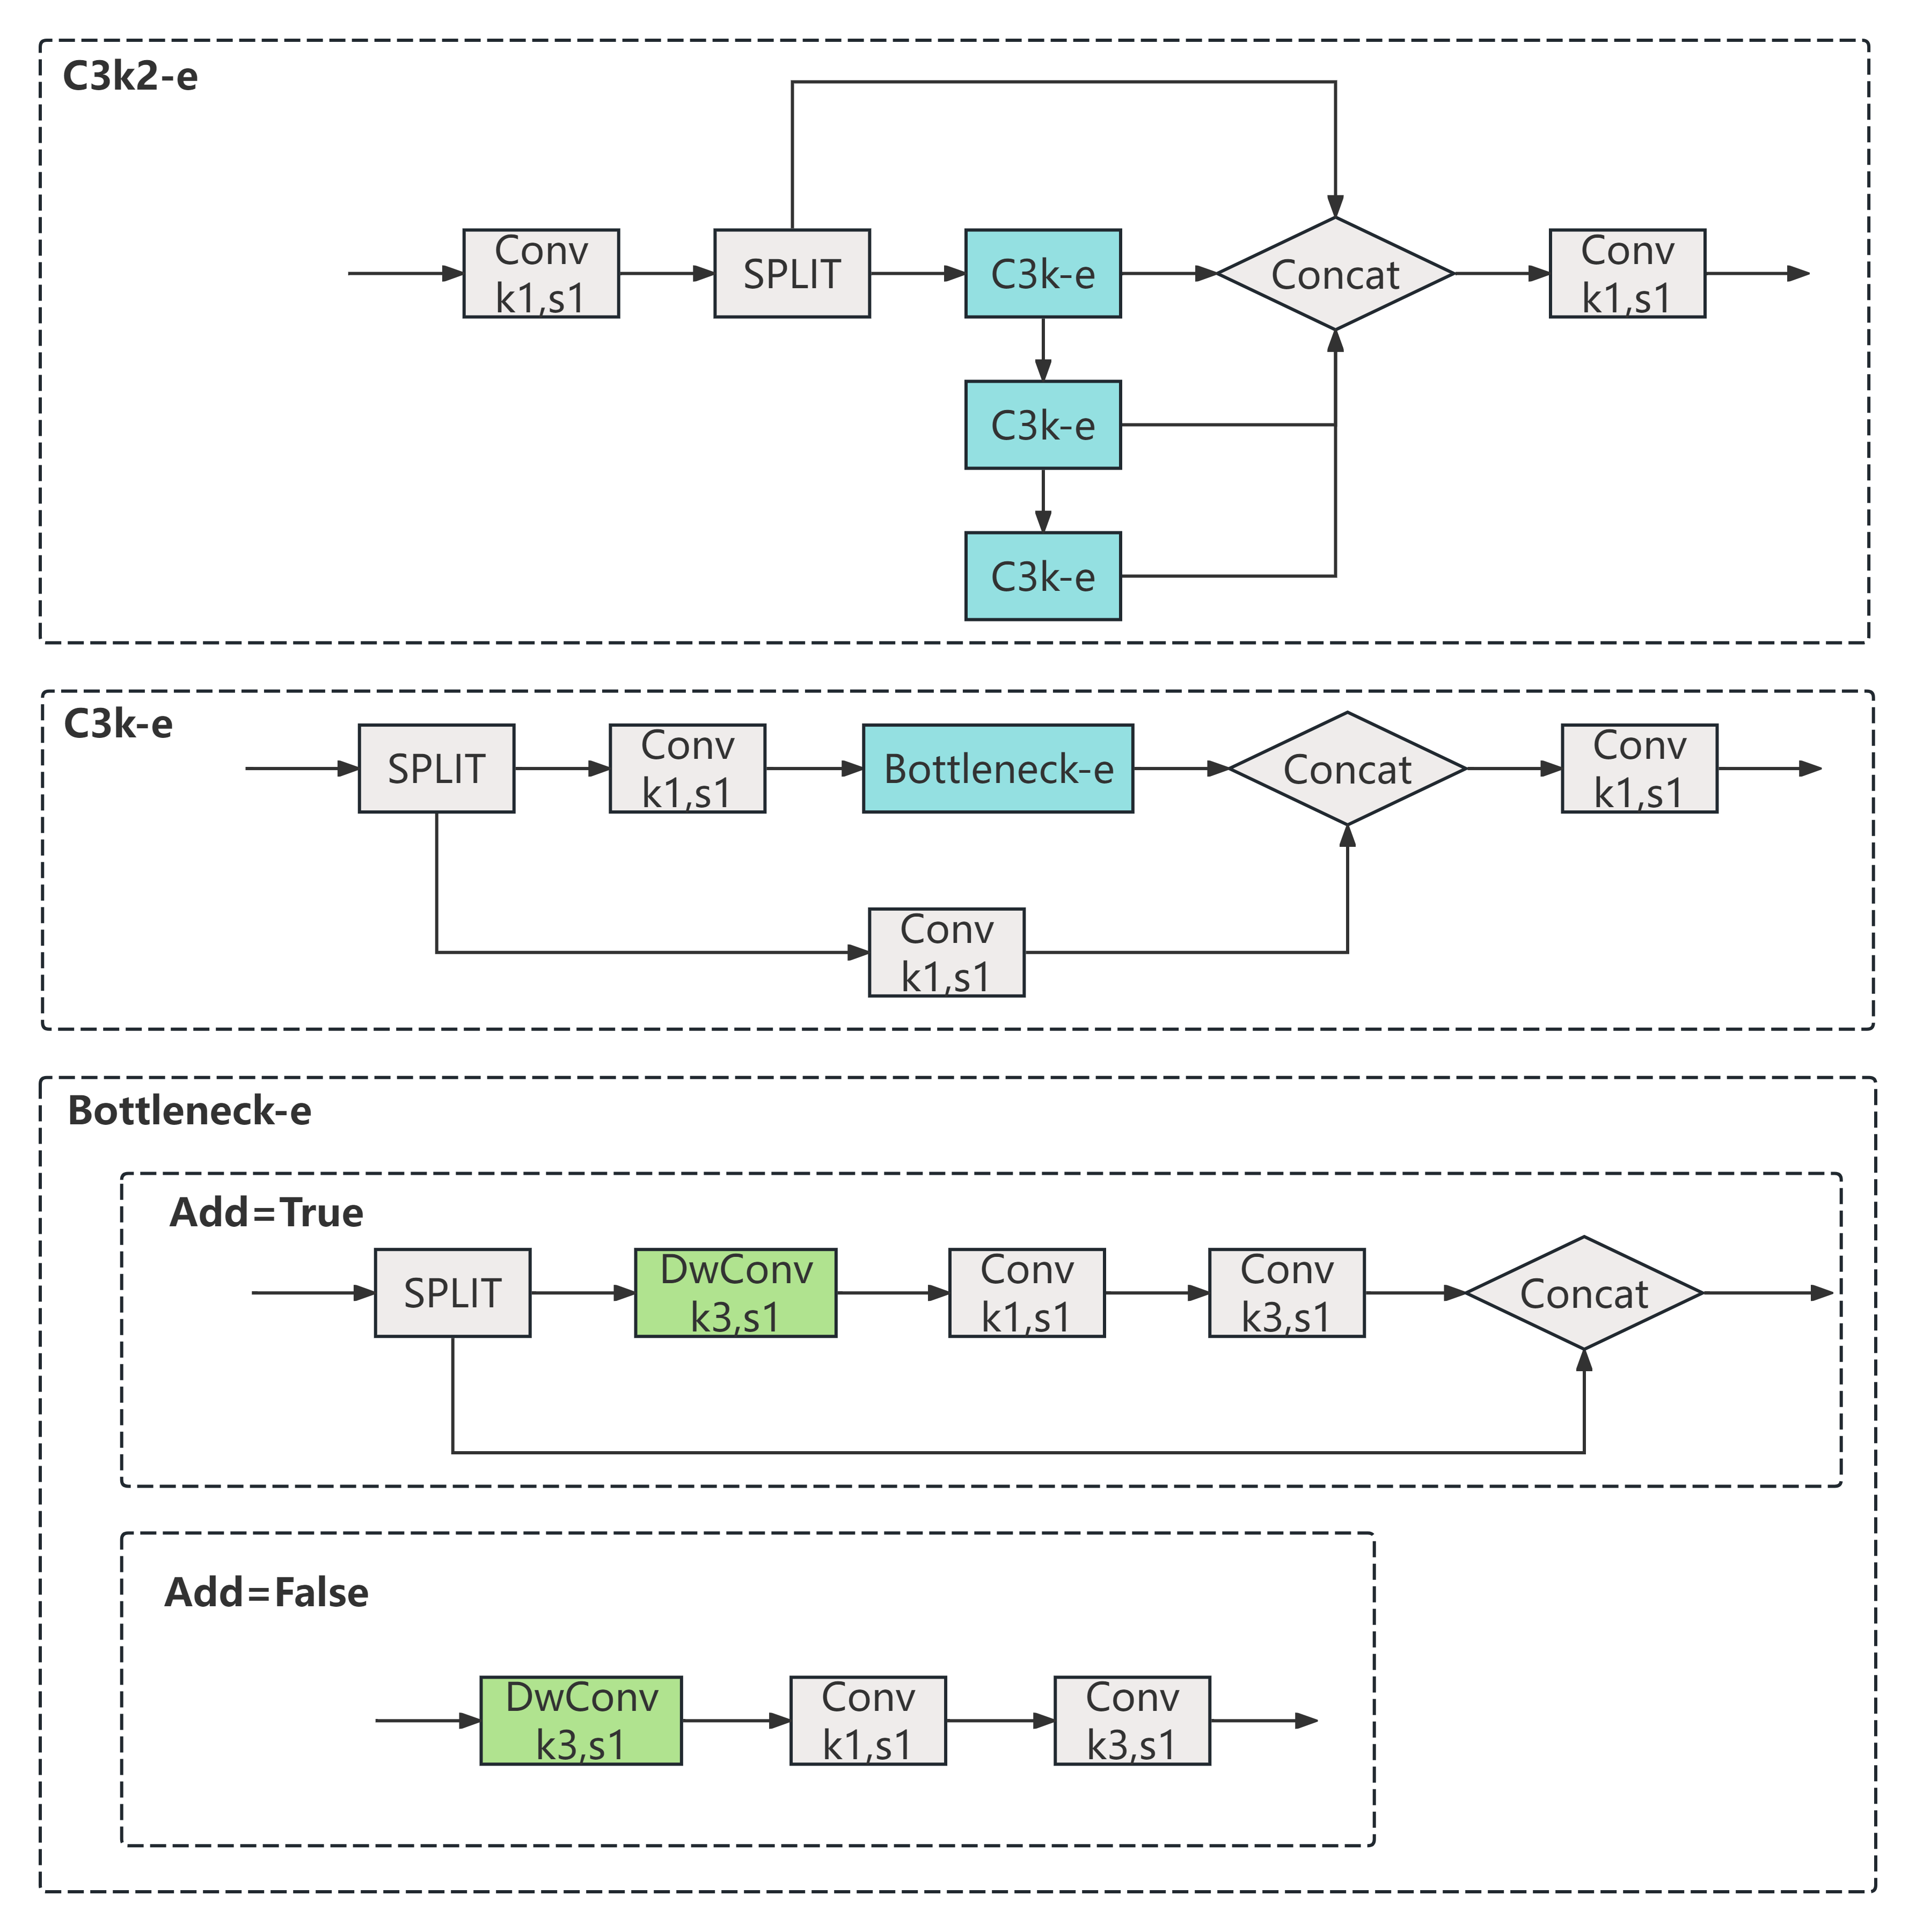 C3k2-e
Conv
k1,s1
SPLIT
C3k-e
Concat
Conv
k1,s1
C3k-e
C3k-e
C3k-e
SPLIT
Conv
k1,s1
Bottleneck-e
Concat
Conv
k1,s1
Conv
k1,s1
Bottleneck-e
Add=True
SPLIT
DwConv
k3,s1
Conv
k1,s1
Conv
k3,s1
Concat
Add=False
DwConv
k3,s1
Conv
k1,s1
Conv
k3,s1